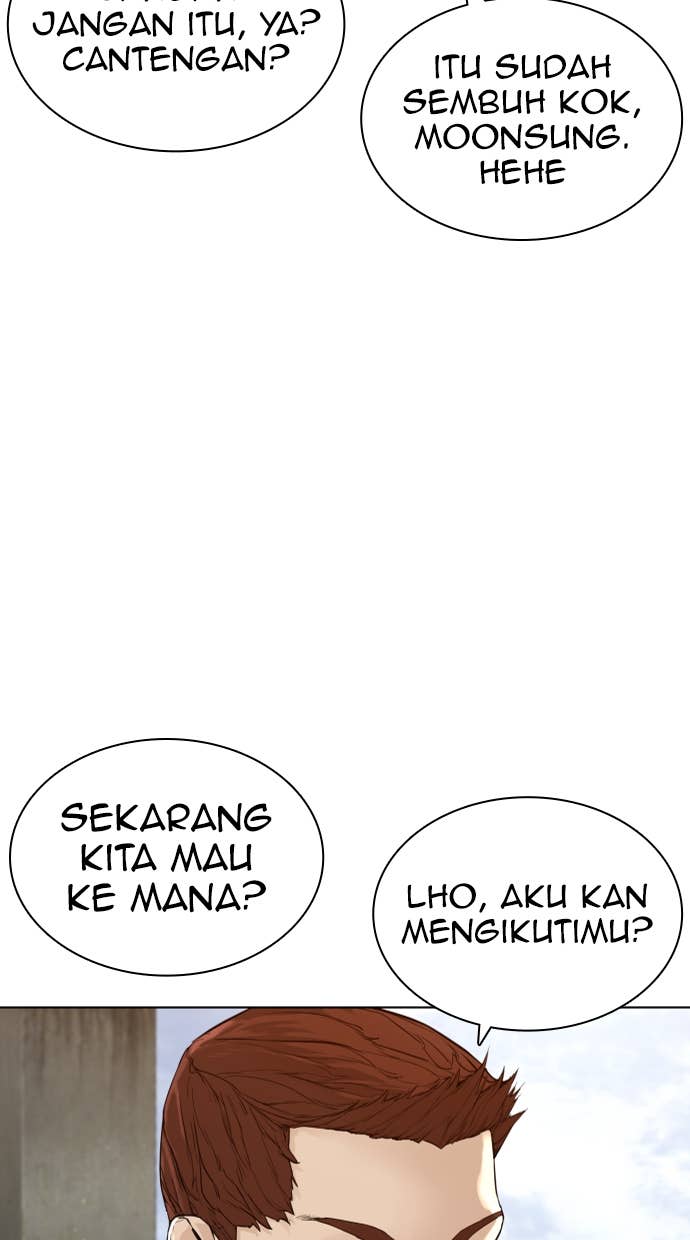 JANGAN ITU, YA?
CANTENGAN?
ITU SUDAH
SEMBUH KOK,
MOONSUNG.
HEHE
SEKARANG
KITA MAU
KE MANA?
LHO, AKU KAN
MENGIKUTIMU?